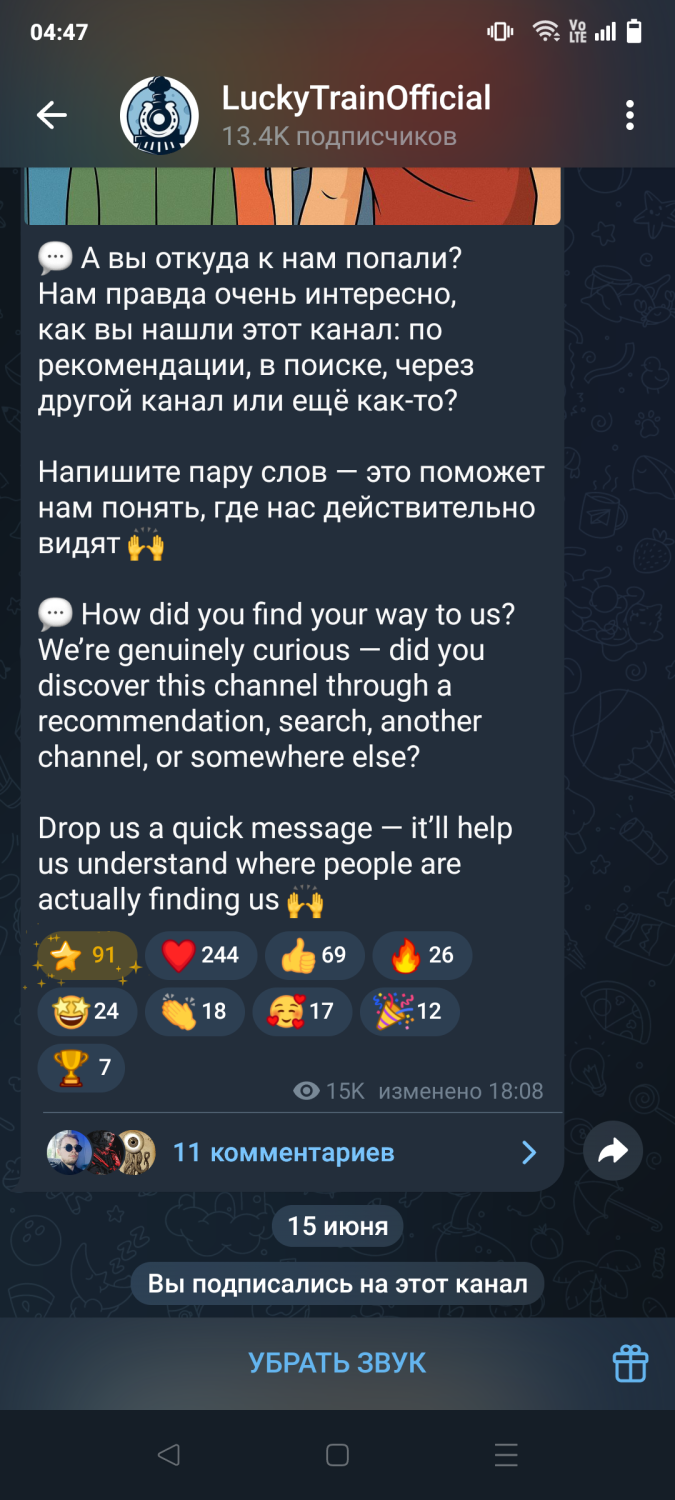 04:47
Vo
LTE
LuckyTrainOfficial
13.4K подписчиков
А вы откуда к нам попали?
Нам правда очень интересно,
как вы нашли этот канал: по
рекомендации, в поиске, через
другой канал или ещё как-то?
Напишите пару слов — это поможет
нам понять, где нас действительно
видят 🙌
How did you find your way to us?
We’re genuinely curious — did you
discover this channel through a
recommendation, search, another
channel, or somewhere else?
Drop us a quick message — it’ll help
us understand where people are
actually finding us 🙌
⭐ 91 ❤️ 244 👍 69 🔥 26
🤩 24 👏 18 🥰 17 🎉 12
🏆 7
15K изменено 18:08
11 комментариев
15 июня
Вы подписались на этот канал
УБРАТЬ ЗВУК